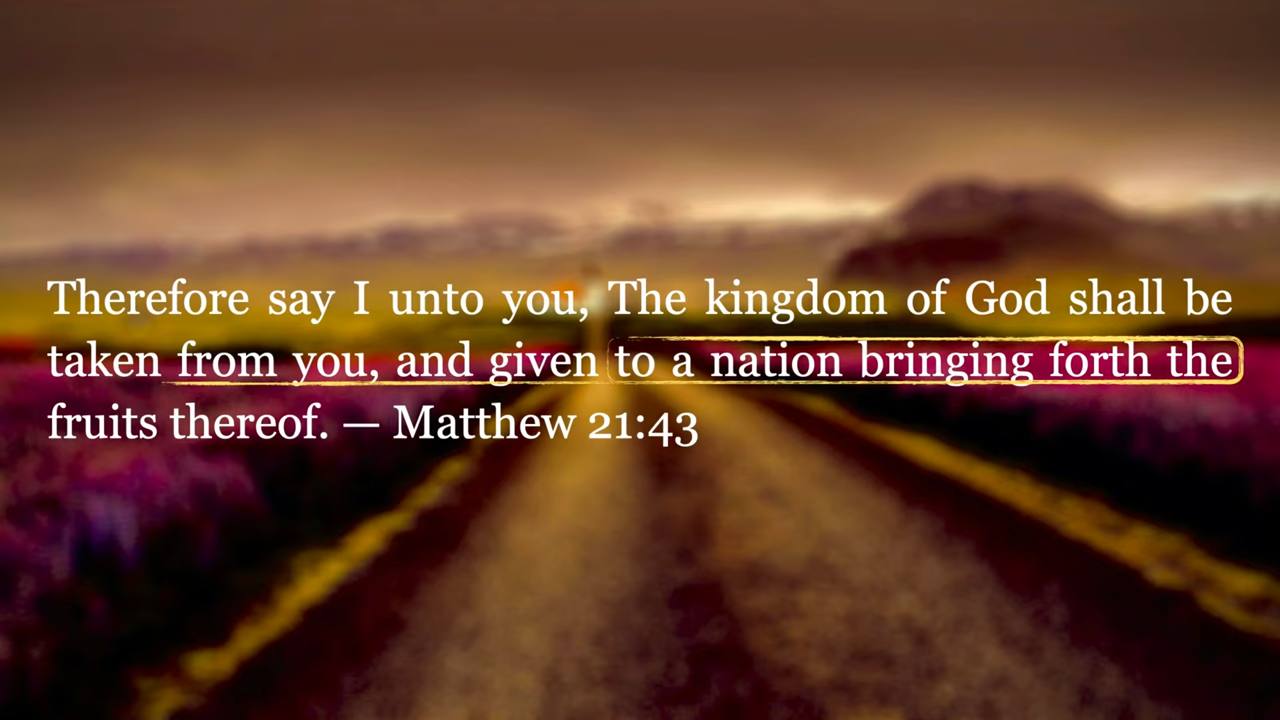 Therefore say I unto you, The kingdom of God shall be
taken from you, and given to a nation bringing forth the
fruits thereof. — Matthew 21:43